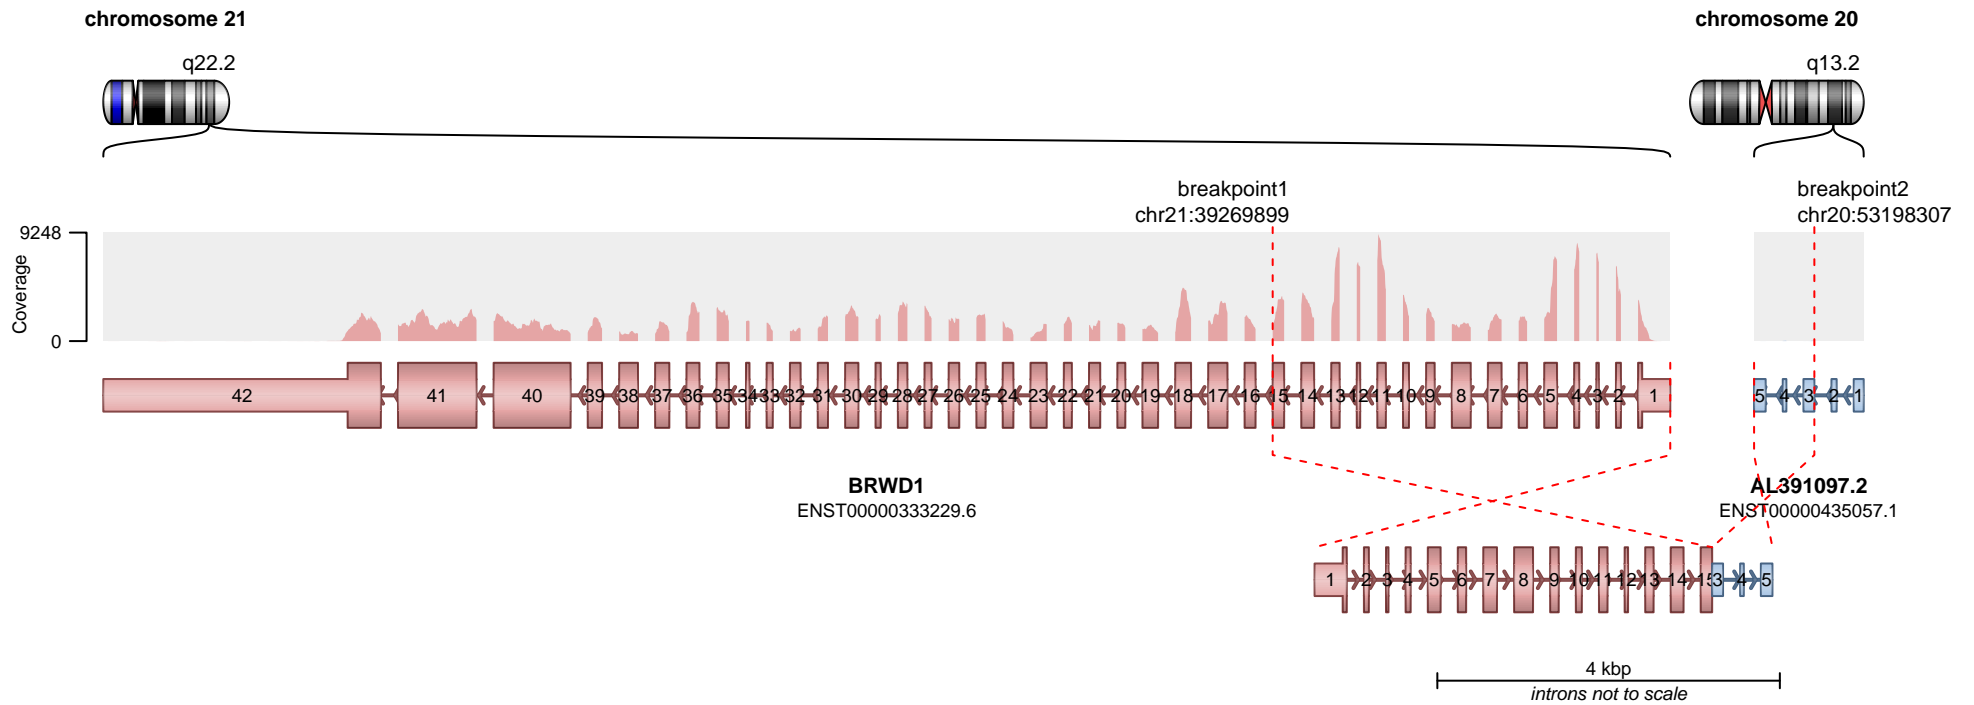 chromosome 21
chromosome 20
q22.2
q13.2
breakpoint1
chr21:39269899
breakpoint2
chr20:53198307
9248
Coverage
0
42 41 40 39 38 37 36 35 34 33 32 31 30 29 28 27 26 25 24 23 22 21 20 19 18 17 16 15 14 13 12 11 10 9 8 7 6 5 4 3 2 1
5 4 3 2 1
BRWD1
ENST00000333229.6
AL391097.2
ENST00000435057.1
1 2 3 4 5 6 7 8 9 10 11 12 13 14 15 3 4 5
4 kbp
introns not to scale